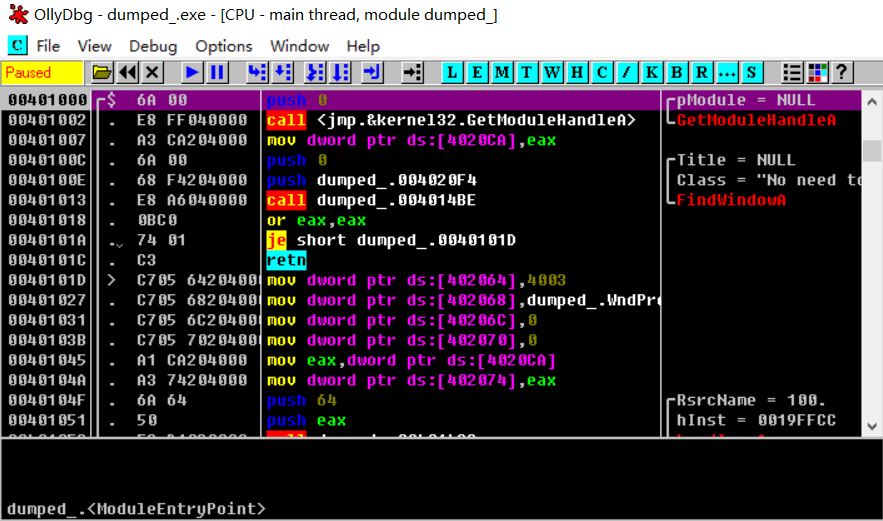 OllyDbg - dumped_.exe - [CPU - main thread, module dumped_]
C File View Debug Options Window Help
Paused L E M T W H C / K B R ... S ?
00401000 $ 6A 00 push 0 pModule = NULL
00401002 . E8 FF040000 call <jmp.&kernel32.GetModuleHandleA> GetModuleHandleA
00401007 . A3 CA204000 mov dword ptr ds:[4020CA],eax
0040100C . 6A 00 push 0 Title = NULL
0040100E . 68 F4204000 push dumped_.004020F4 Class = "No need to
00401013 . E8 A6040000 call dumped_.004014BE FindWindowA
00401018 . 0BC0 or eax,eax
0040101A . 74 01 je short dumped_.0040101D
0040101C . C3 retn
0040101D > C705 64204000 mov dword ptr ds:[402064],4003
00401027 . C705 68204000 mov dword ptr ds:[402068],dumped_.WndPro
00401031 . C705 6C204000 mov dword ptr ds:[40206C],0
0040103B . C705 70204000 mov dword ptr ds:[402070],0
00401045 . A1 CA204000 mov eax,dword ptr ds:[4020CA]
0040104A . A3 74204000 mov dword ptr ds:[402074],eax
0040104F . 6A 64 push 64 RsrcName = 100.
00401051 . 50 push eax hInst = 0019FFCC
dumped_.<ModuleEntryPoint>